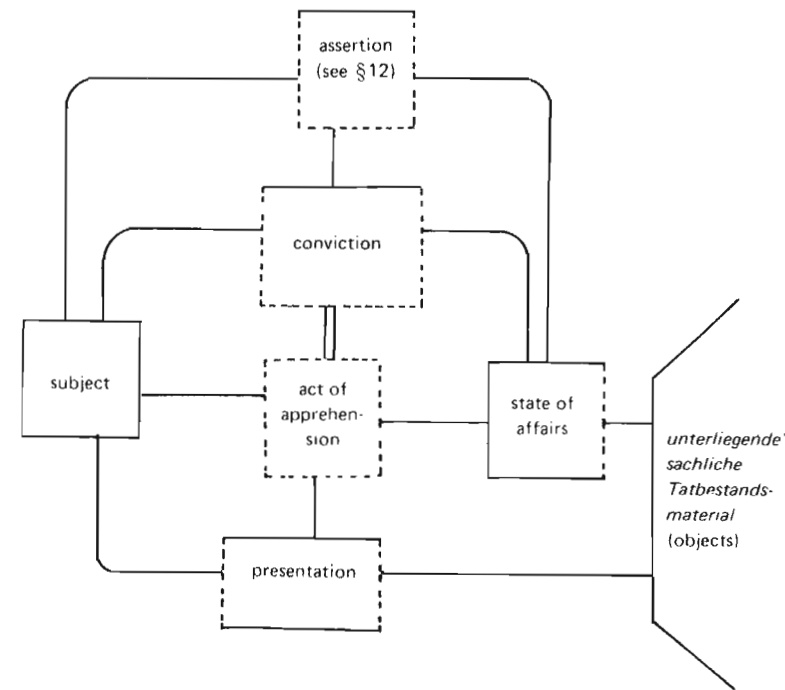 assertion
(see §12)
conviction
subject
act of
apprehen-
sion
state of
affairs
unterliegende
sachliche
Tatbestands-
material
(objects)
presentation